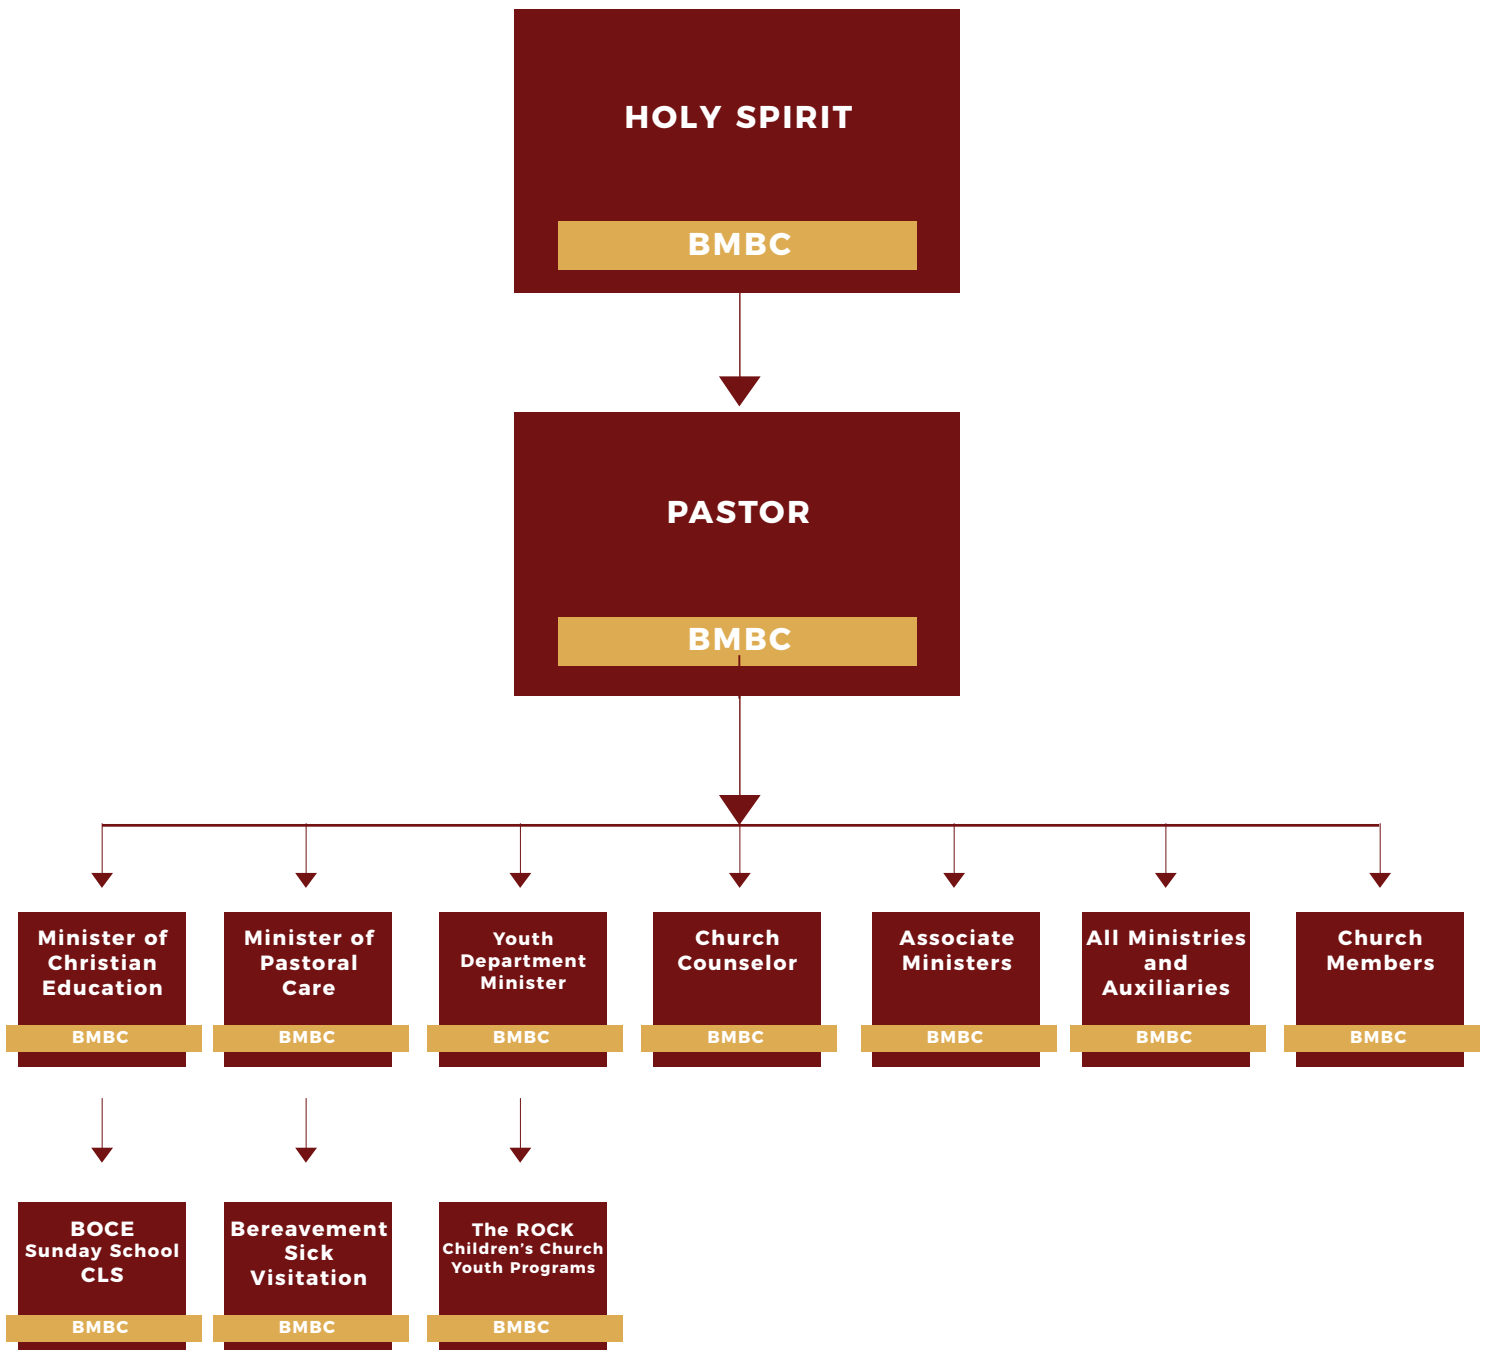 HOLY SPIRIT
BMBC
PASTOR
BMBC
Minister of
Christian
Education
BMBC
Minister of
Pastoral
Care
BMBC
Youth
Department
Minister
BMBC
Church
Counselor
BMBC
Associate
Ministers
BMBC
All Ministries
and
Auxiliaries
BMBC
Church
Members
BMBC
BOCE
Sunday School
CLS
BMBC
Bereavement
Sick
Visitation
BMBC
The ROCK
Children's Church
Youth Programs
BMBC